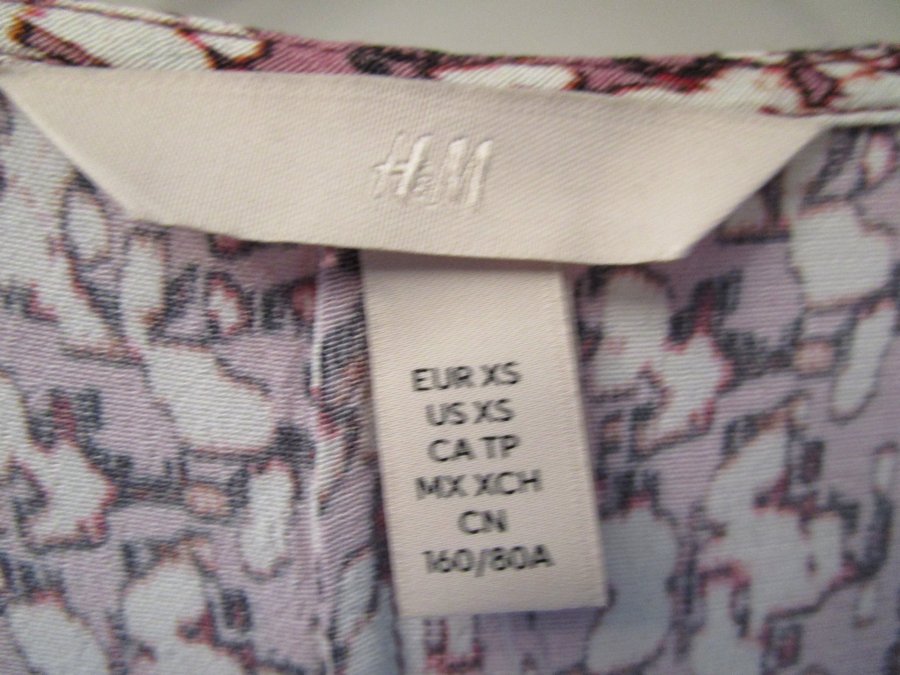 H&M
EUR XS
US XS
CA TP
MX XCH
CN
160/80A